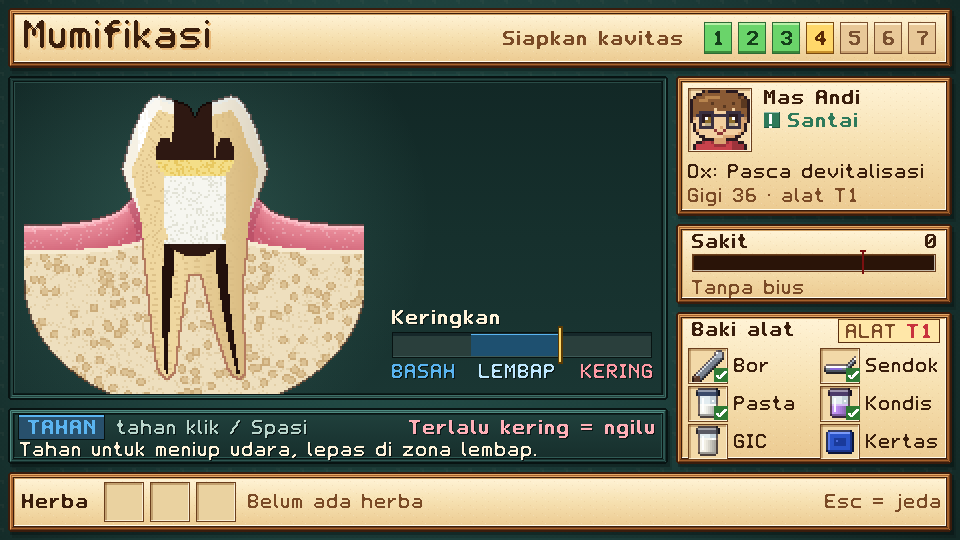 Mumifikasi
Siapkan kavitas 1 2 3 4 5 6 7
Mas Andi
Santai
Dx: Pasca devitalisasi
Gigi 36 · alat T1
Sakit 0
Tanpa bius
Keringkan
BASAH LEMBAP KERING
Baki alat ALAT T1
Bor Sendok
Pasta Kondis
GIC Kertas
TAHAN tahan klik / Spasi Terlalu kering = ngilu
Tahan untuk meniup udara, lepas di zona lembap.
Herba Belum ada herba Esc = jeda